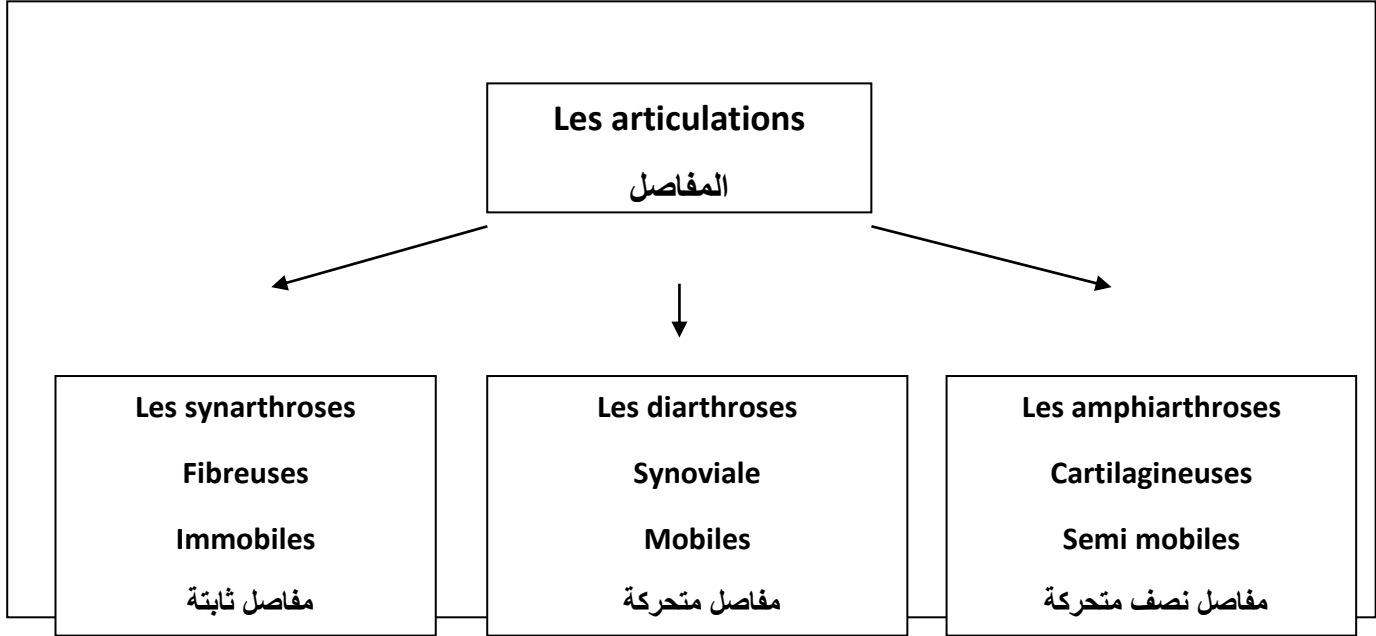 Les articulations
المفاصل
Les synarthroses
Fibreuses
Immobiles
مفاصل ثابتة
Les diarthroses
Synoviale
Mobiles
مفاصل متحركة
Les amphiarthroses
Cartilagineuses
Semi mobiles
مفاصل نصف متحركة